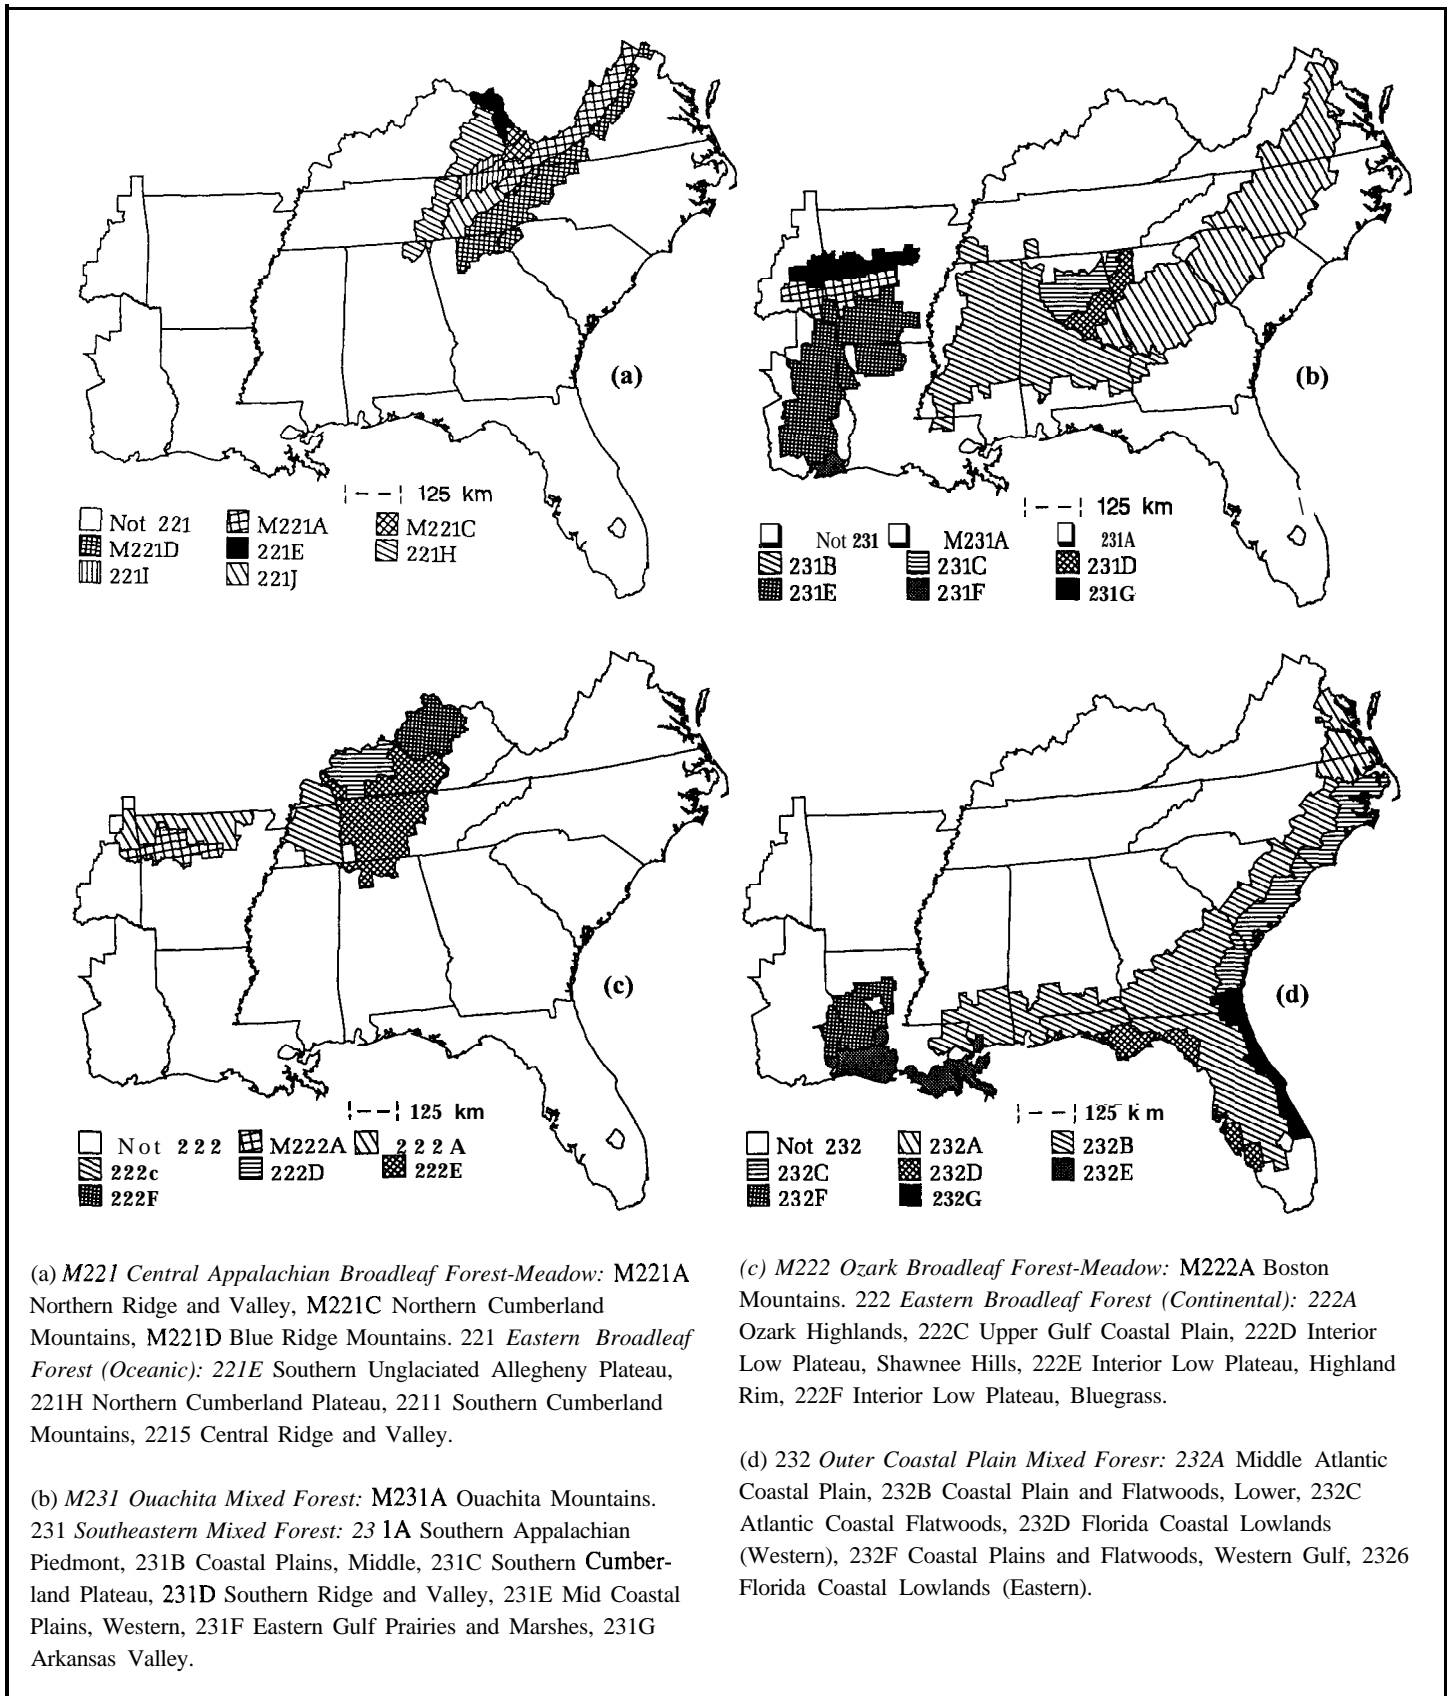 (a)
125 km
Not 221 M221A M221C
M221D 221E 221H
221I 221J
(b)
125 km
Not 231 M231A 231A
231B 231C 231D
231E 231F 231G
(c)
125 km
Not 222 M222A 222A
222c 222D 222E
222F
(d)
125 k m
Not 232 232A 232B
232C 232D 232E
232F 232G
(a) M221 Central Appalachian Broadleaf Forest-Meadow: M221A
Northern Ridge and Valley, M221C Northern Cumberland
Mountains, M221D Blue Ridge Mountains. 221 Eastern Broadleaf
Forest (Oceanic): 221E Southern Unglaciated Allegheny Plateau,
221H Northern Cumberland Plateau, 2211 Southern Cumberland
Mountains, 2215 Central Ridge and Valley.
(b) M231 Ouachita Mixed Forest: M231A Ouachita Mountains.
231 Southeastern Mixed Forest: 23 1A Southern Appalachian
Piedmont, 231B Coastal Plains, Middle, 231C Southern Cumber-
land Plateau, 231D Southern Ridge and Valley, 231E Mid Coastal
Plains, Western, 231F Eastern Gulf Prairies and Marshes, 231G
Arkansas Valley.
(c) M222 Ozark Broadleaf Forest-Meadow: M222A Boston
Mountains. 222 Eastern Broadleaf Forest (Continental): 222A
Ozark Highlands, 222C Upper Gulf Coastal Plain, 222D Interior
Low Plateau, Shawnee Hills, 222E Interior Low Plateau, Highland
Rim, 222F Interior Low Plateau, Bluegrass.
(d) 232 Outer Coastal Plain Mixed Foresr: 232A Middle Atlantic
Coastal Plain, 232B Coastal Plain and Flatwoods, Lower, 232C
Atlantic Coastal Flatwoods, 232D Florida Coastal Lowlands
(Western), 232F Coastal Plains and Flatwoods, Western Gulf, 2326
Florida Coastal Lowlands (Eastern).